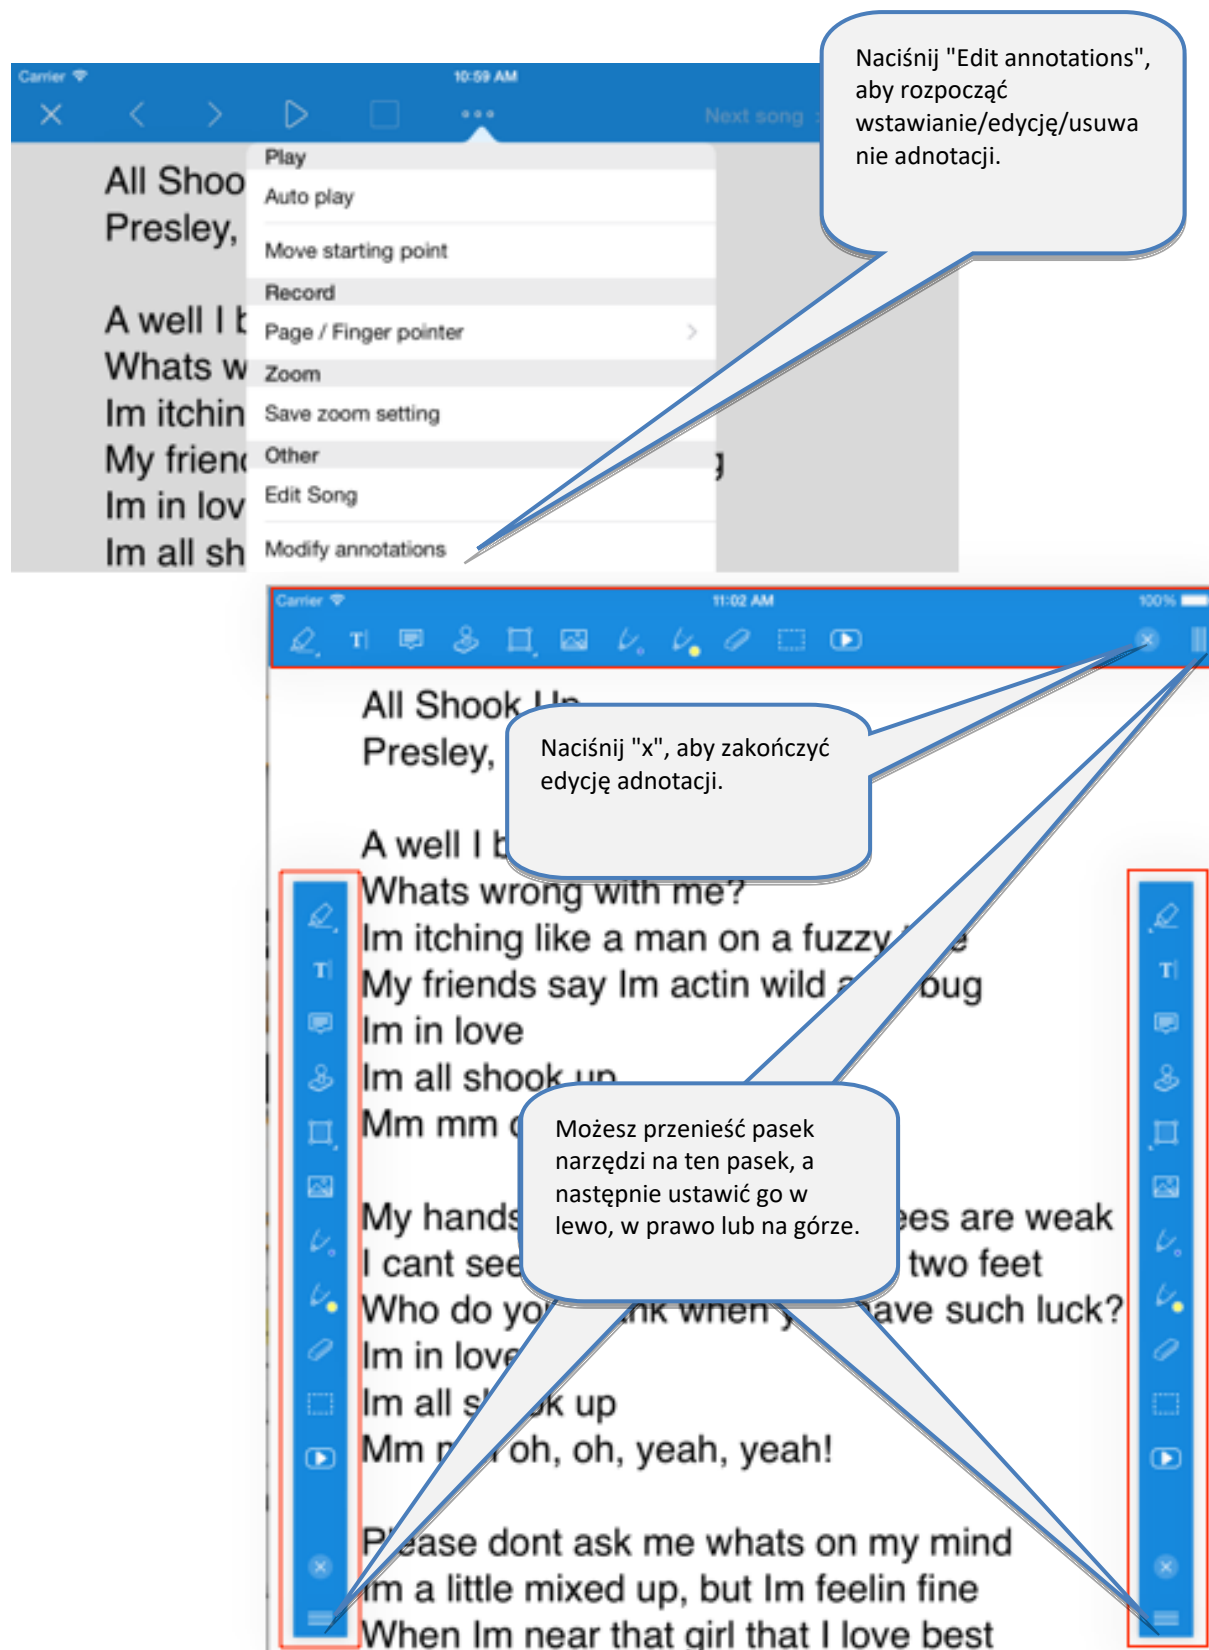 Naciśnij "Edit annotations",
aby rozpocząć
wstawianie/edycję/usuwa
nie adnotacji.
Carrier 10:59 AM
Next song
Play
Auto play
Move starting point
Record
Page / Finger pointer
Zoom
Save zoom setting
Other
Edit Song
Modify annotations
All Shoo
Presley,
A well I b
Whats w
Im itchin
My frien
Im in lov
Im all sh
Carrier 11:02 AM 100%
All Shook Up
Presley,
Naciśnij "x", aby zakończyć
edycję adnotacji.
A well I b
Whats wrong with me?
Im itching like a man on a fuzzy
My friends say Im actin wild a bug
Im in love
Im all shook up
Mm mm
Możesz przenieść pasek
narzędzi na ten pasek, a
następnie ustawić go w
lewo, w prawo lub na górze.
My hands ees are weak
I cant see two feet
Who do yo nk when y ave such luck?
Im in love
Im all sh k up
Mm m oh, oh, yeah, yeah!
Please dont ask me whats on my mind
Im a little mixed up, but Im feelin fine
When Im near that girl that I love best